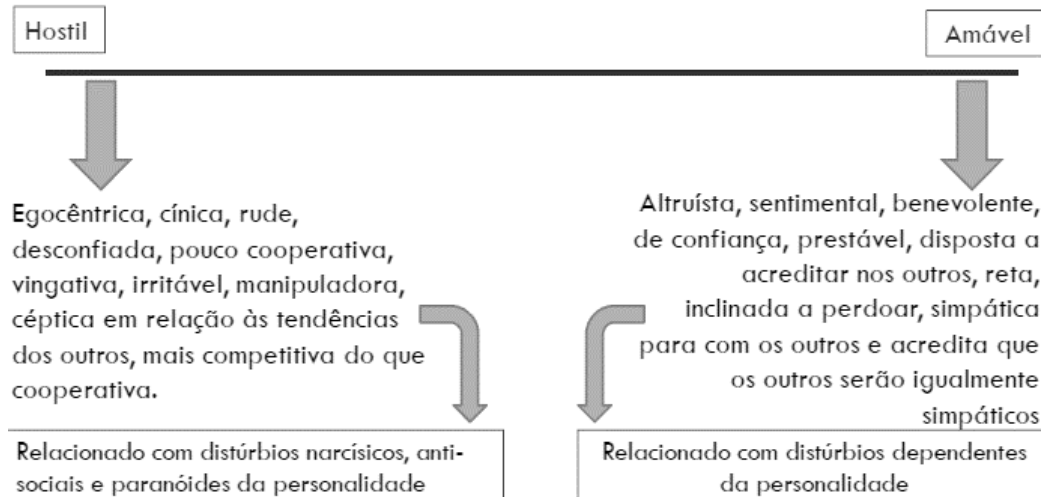 Hostil
Amável
Egocêntrica, cínica, rude,
desconfiada, pouco cooperativa,
vingativa, irritável, manipuladora,
céptica em relação às tendências
dos outros, mais competitiva do que
cooperativa.
Altruísta, sentimental, benevolente,
de confiança, prestável, disposta a
acreditar nos outros, reta,
inclinada a perdoar, simpática
para com os outros e acredita que
os outros serão igualmente
simpáticos
Relacionado com distúrbios narcísicos, anti-
sociais e paranóides da personalidade
Relacionado com distúrbios dependentes
da personalidade